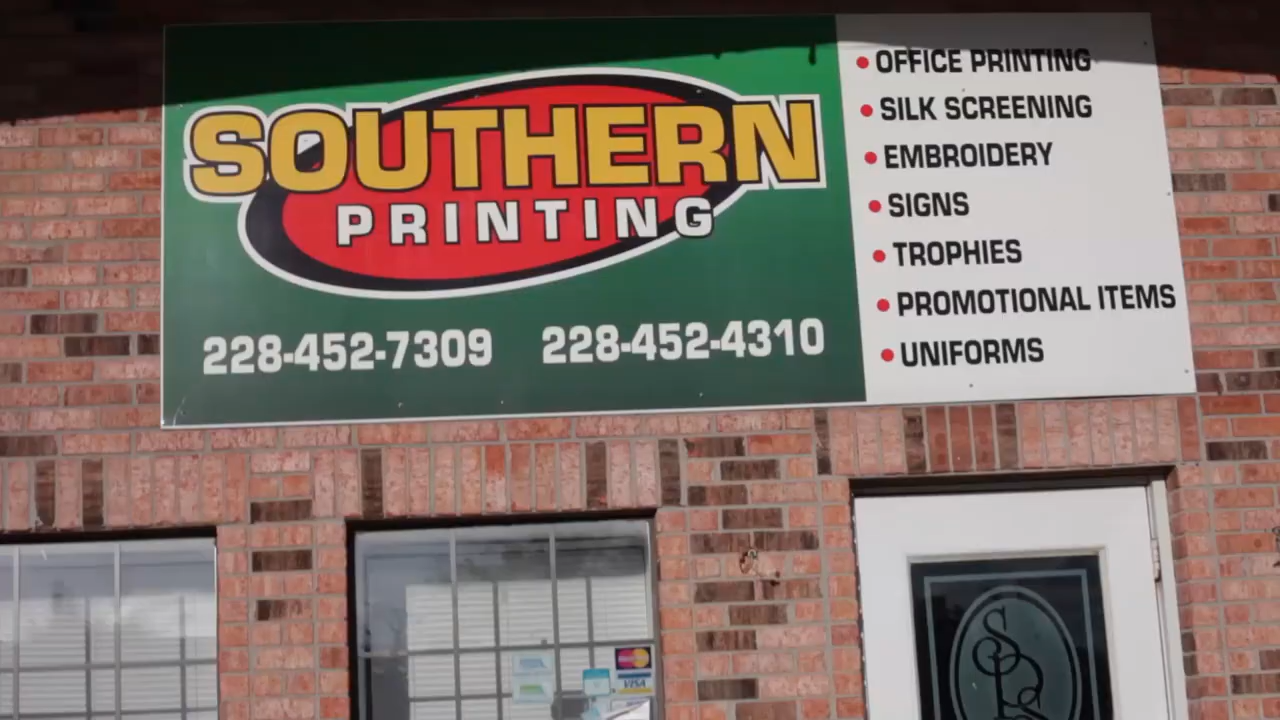 SOUTHERN
PRINTING
228-452-7309 228-452-4310
• OFFICE PRINTING
• SILK SCREENING
• EMBROIDERY
• SIGNS
• TROPHIES
• PROMOTIONAL ITEMS
• UNIFORMS
VISA